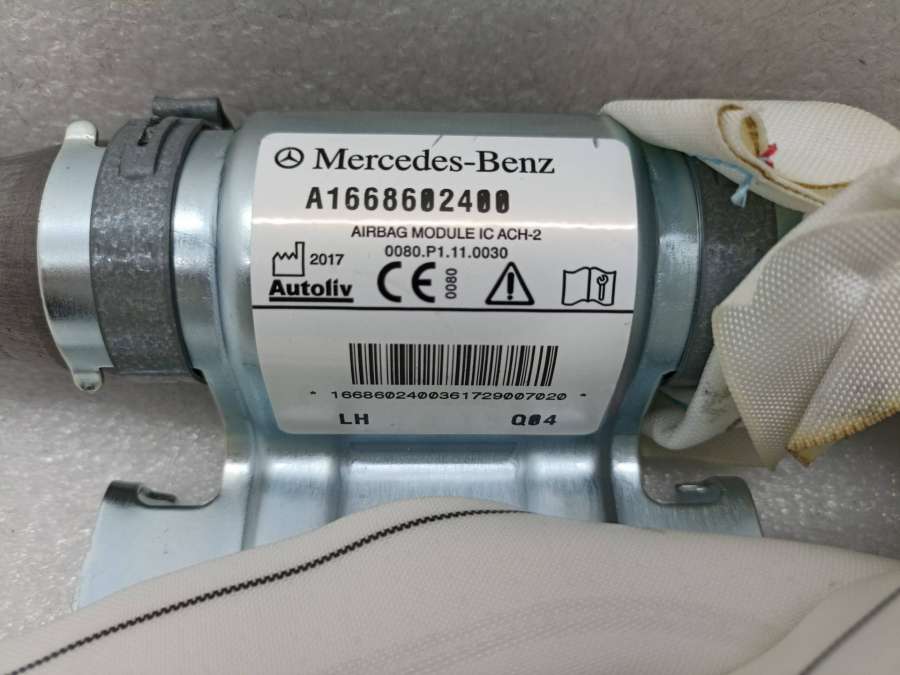 Mercedes-Benz
A1668602400
AIRBAG MODULE IC ACH-2
0080.P1.11.0030
2017
Autoliv
CE 0080
* 1668602400361729007020 *
LH Q04